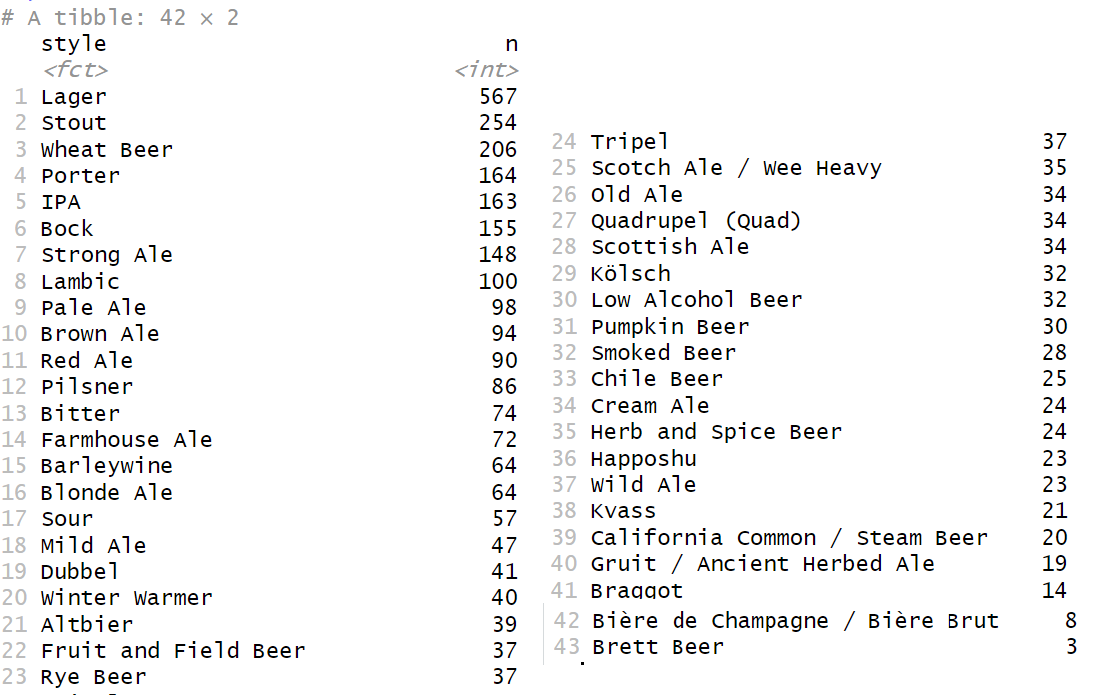 # A tibble: 42 × 2
style n
<fct> <int>
1 Lager 567
2 Stout 254
3 Wheat Beer 206
4 Porter 164
5 IPA 163
6 Bock 155
7 Strong Ale 148
8 Lambic 100
9 Pale Ale 98
10 Brown Ale 94
11 Red Ale 90
12 Pilsner 86
13 Bitter 74
14 Farmhouse Ale 72
15 Barleywine 64
16 Blonde Ale 64
17 Sour 57
18 Mild Ale 47
19 Dubbel 41
20 Winter Warmer 40
21 Altbier 39
22 Fruit and Field Beer 37
23 Rye Beer 37
24 Tripel 37
25 Scotch Ale / Wee Heavy 35
26 Old Ale 34
27 Quadrupel (Quad) 34
28 Scottish Ale 34
29 Kölsch 32
30 Low Alcohol Beer 32
31 Pumpkin Beer 30
32 Smoked Beer 28
33 Chile Beer 25
34 Cream Ale 24
35 Herb and Spice Beer 24
36 Happoshu 23
37 Wild Ale 23
38 Kvass 21
39 California Common / Steam Beer 20
40 Gruit / Ancient Herbed Ale 19
41 Braggot 14
42 Bière de Champagne / Bière Brut 8
43 Brett Beer 3